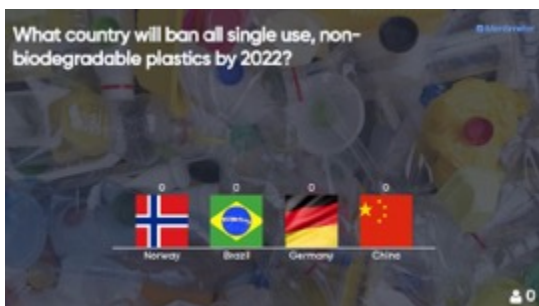 What country will ban all single use, non-
biodegradable plastics by 2022?
Mentimeter
0 0 0 0
Norway Brazil Germany China
0